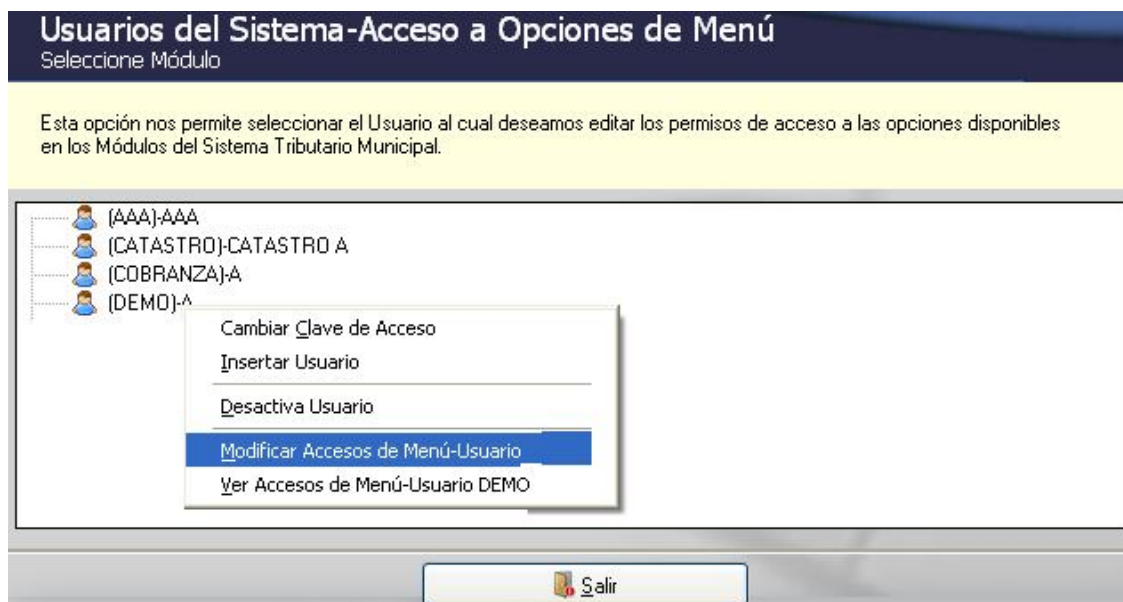 Usuarios del Sistema-Acceso a Opciones de Menú
Seleccione Módulo
Esta opción nos permite seleccionar el Usuario al cual deseamos editar los permisos de acceso a las opciones disponibles
en los Módulos del Sistema Tributario Municipal.
(AAA)-AAA
(CATASTRO)-CATASTRO A
(COBRANZA)-A
(DEMO)-A
Cambiar Clave de Acceso
Insertar Usuario
Desactiva Usuario
Modificar Accesos de Menú-Usuario
Ver Accesos de Menú-Usuario DEMO
Salir